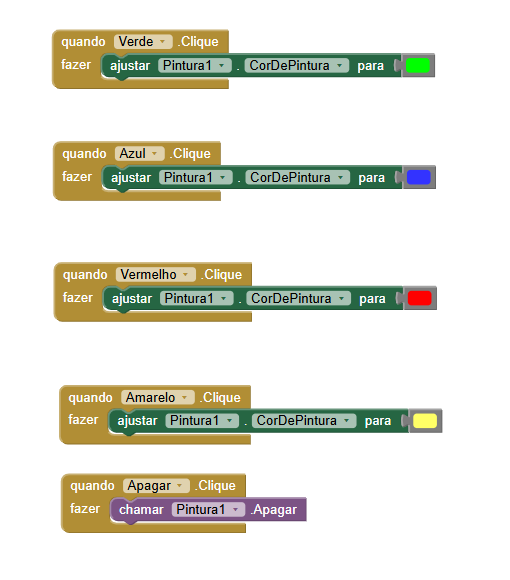 quando Verde .Clique
fazer ajustar Pintura1 . CorDePintura para
quando Azul .Clique
fazer ajustar Pintura1 . CorDePintura para
quando Vermelho .Clique
fazer ajustar Pintura1 . CorDePintura para
quando Amarelo .Clique
fazer ajustar Pintura1 . CorDePintura para
quando Apagar .Clique
fazer chamar Pintura1 .Apagar